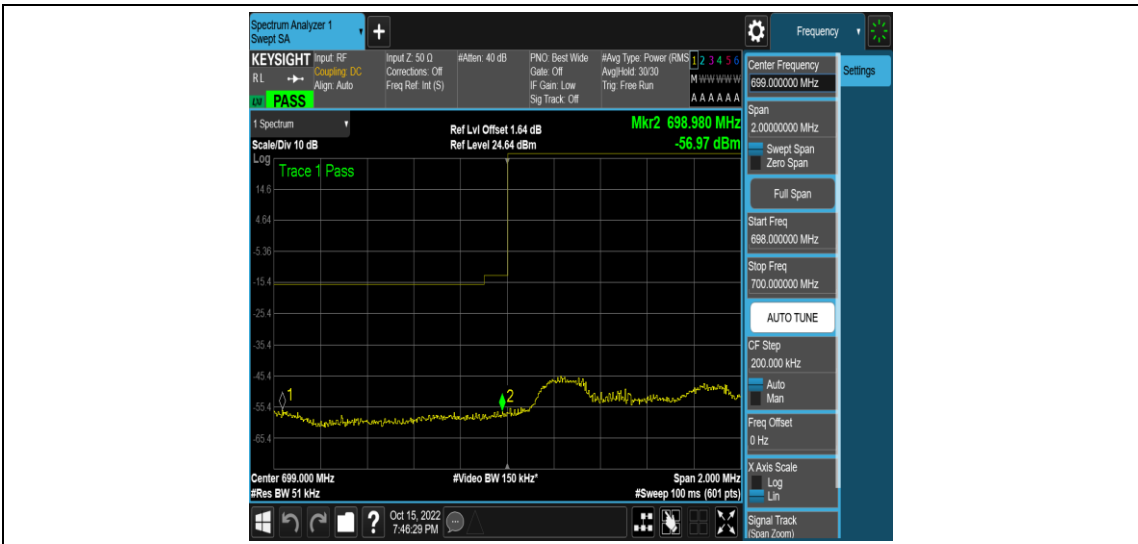 Spectrum Analyzer 1
Swept SA
+
Frequency
KEYSIGHT
RL
LXI PASS
Input: RF
Coupling: DC
Align: Auto
Input Z: 50 Ω
Corrections: Off
Freq Ref: Int (S)
#Atten: 40 dB
PNO: Best Wide
Gate: Off
IF Gain: Low
Sig Track: Off
#Avg Type: Power (RMS
Avg|Hold: 30/30
Trig: Free Run
1 2 3 4 5 6
M W W W W W
A A A A A A
1 Spectrum
Scale/Div 10 dB
Ref Lvl Offset 1.64 dB
Ref Level 24.64 dBm
Mkr2 698.980 MHz
-56.97 dBm
Log
Trace 1 Pass
14.6
4.64
-5.36
-15.4
-25.4
-35.4
-45.4
-55.4
-65.4
1
2
Center 699.000 MHz
#Res BW 51 kHz
#Video BW 150 kHz*
Span 2.000 MHz
#Sweep 100 ms (601 pts)
?
Oct 15, 2022
7:46:29 PM
Center Frequency
699.000000 MHz
Settings
Span
2.00000000 MHz
Swept Span
Zero Span
Full Span
Start Freq
698.000000 MHz
Stop Freq
700.000000 MHz
AUTO TUNE
CF Step
200.000 kHz
Auto
Man
Freq Offset
0 Hz
X Axis Scale
Log
Lin
Signal Track
(Span Zoom)